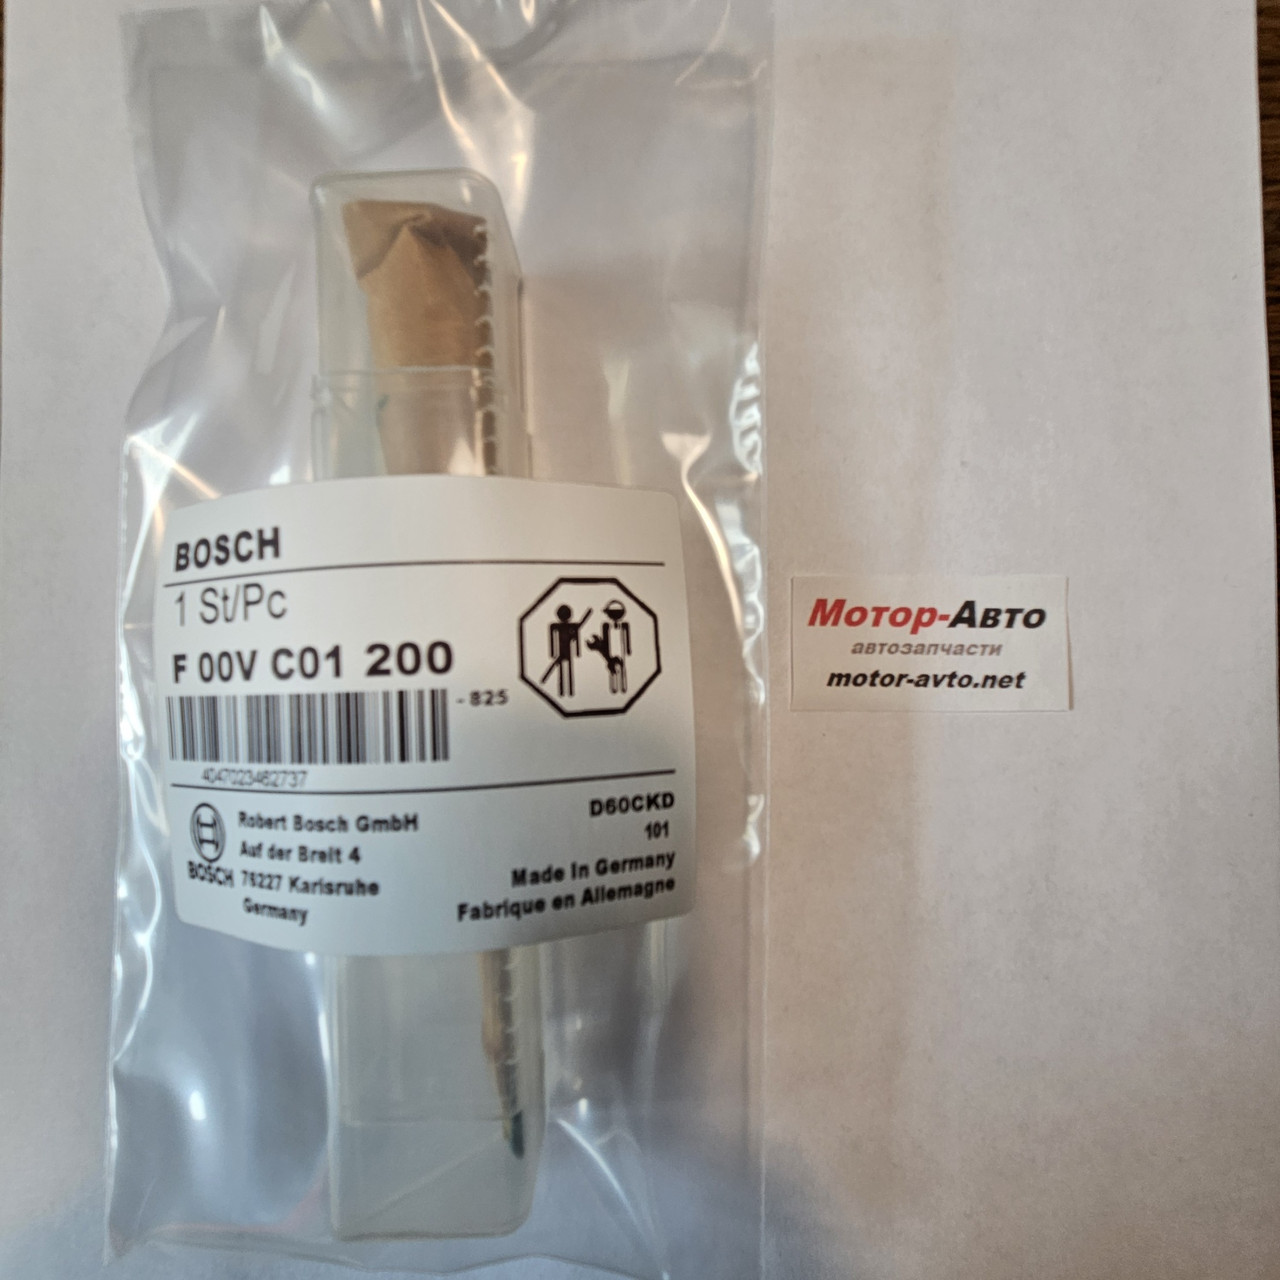 BOSCH
1 St/Pc
F 00V C01 200
- 825
4047023462737
D60CKD
101
Made in Germany
Fabrique en Allemagne
Robert Bosch GmbH
Auf der Breit 4
BOSCH 76227 Karlsruhe
Germany
Мотор-Авто
автозапчасти
motor-avto.net